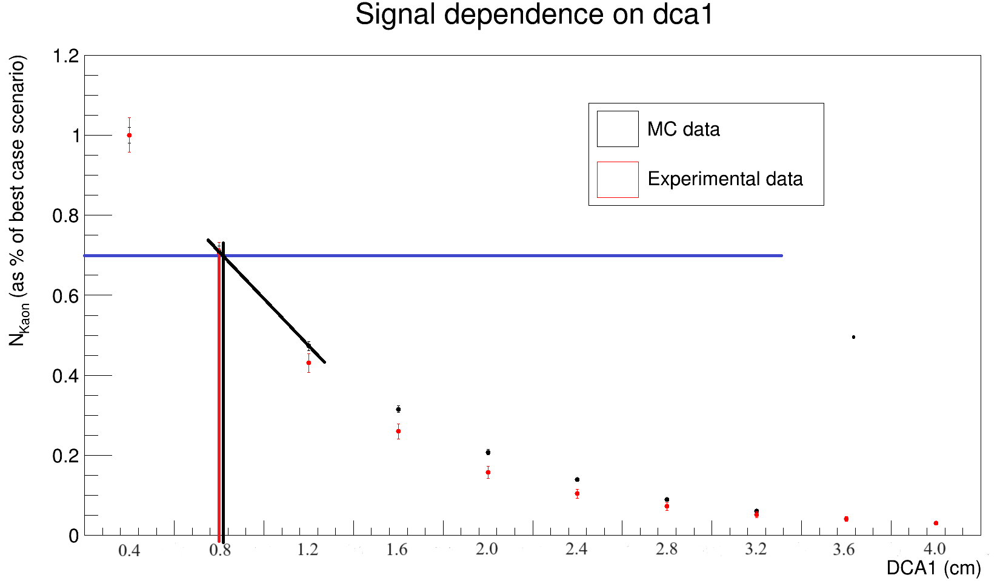 Signal dependence on dca1
N_Kaon (as % of best case scenario)
1.2
1
0.8
0.6
0.4
0.2
0
MC data
Experimental data
0.4 0.8 1.2 1.6 2.0 2.4 2.8 3.2 3.6 4.0
DCA1 (cm)